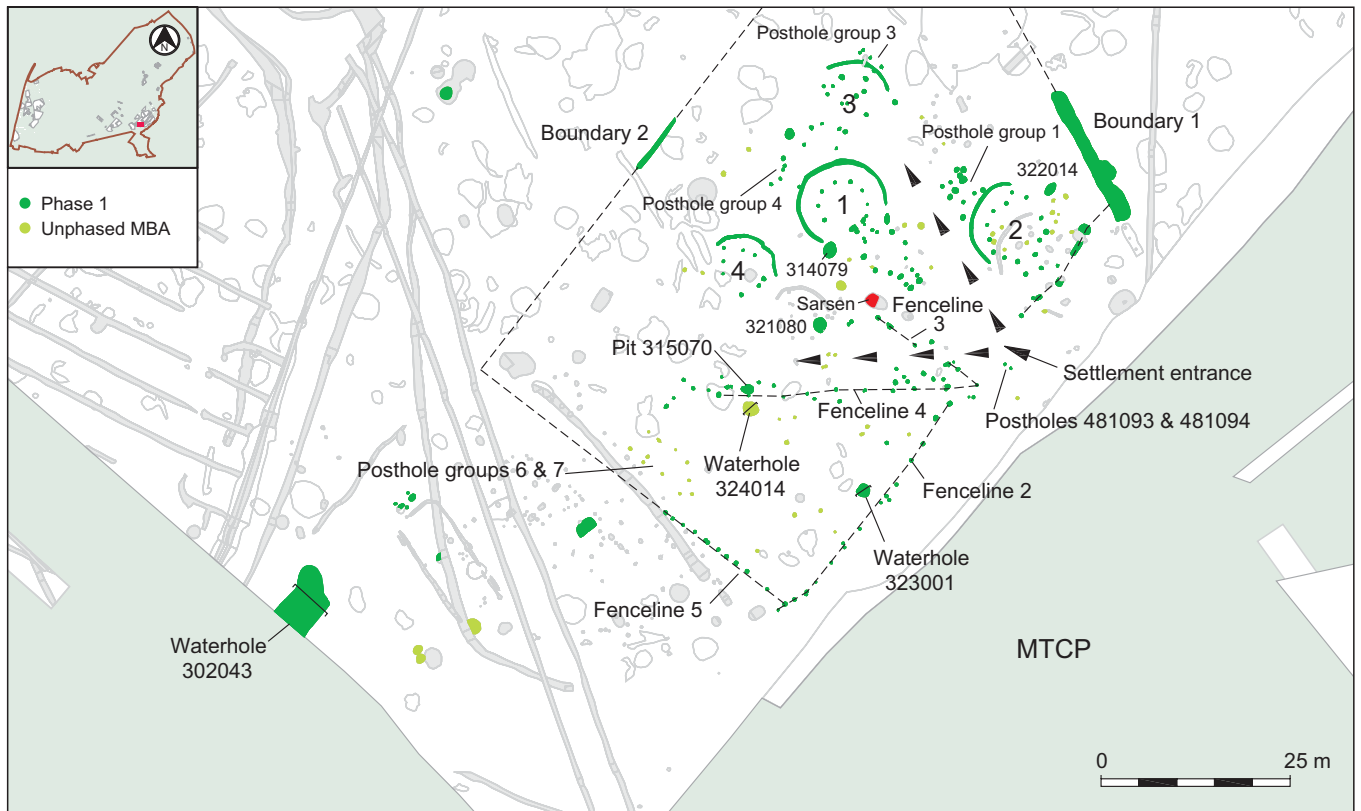 N
Phase 1
Unphased MBA
Posthole group 3
3
Boundary 2
Posthole group 1
Boundary 1
322014
Posthole group 4
1
2
4
314079
Sarsen
Fenceline
3
321080
Pit 315070
Settlement entrance
Fenceline 4
Postholes 481093 & 481094
Posthole groups 6 & 7
Waterhole
324014
Fenceline 2
Waterhole
323001
Fenceline 5
Waterhole
302043
MTCP
0
25 m